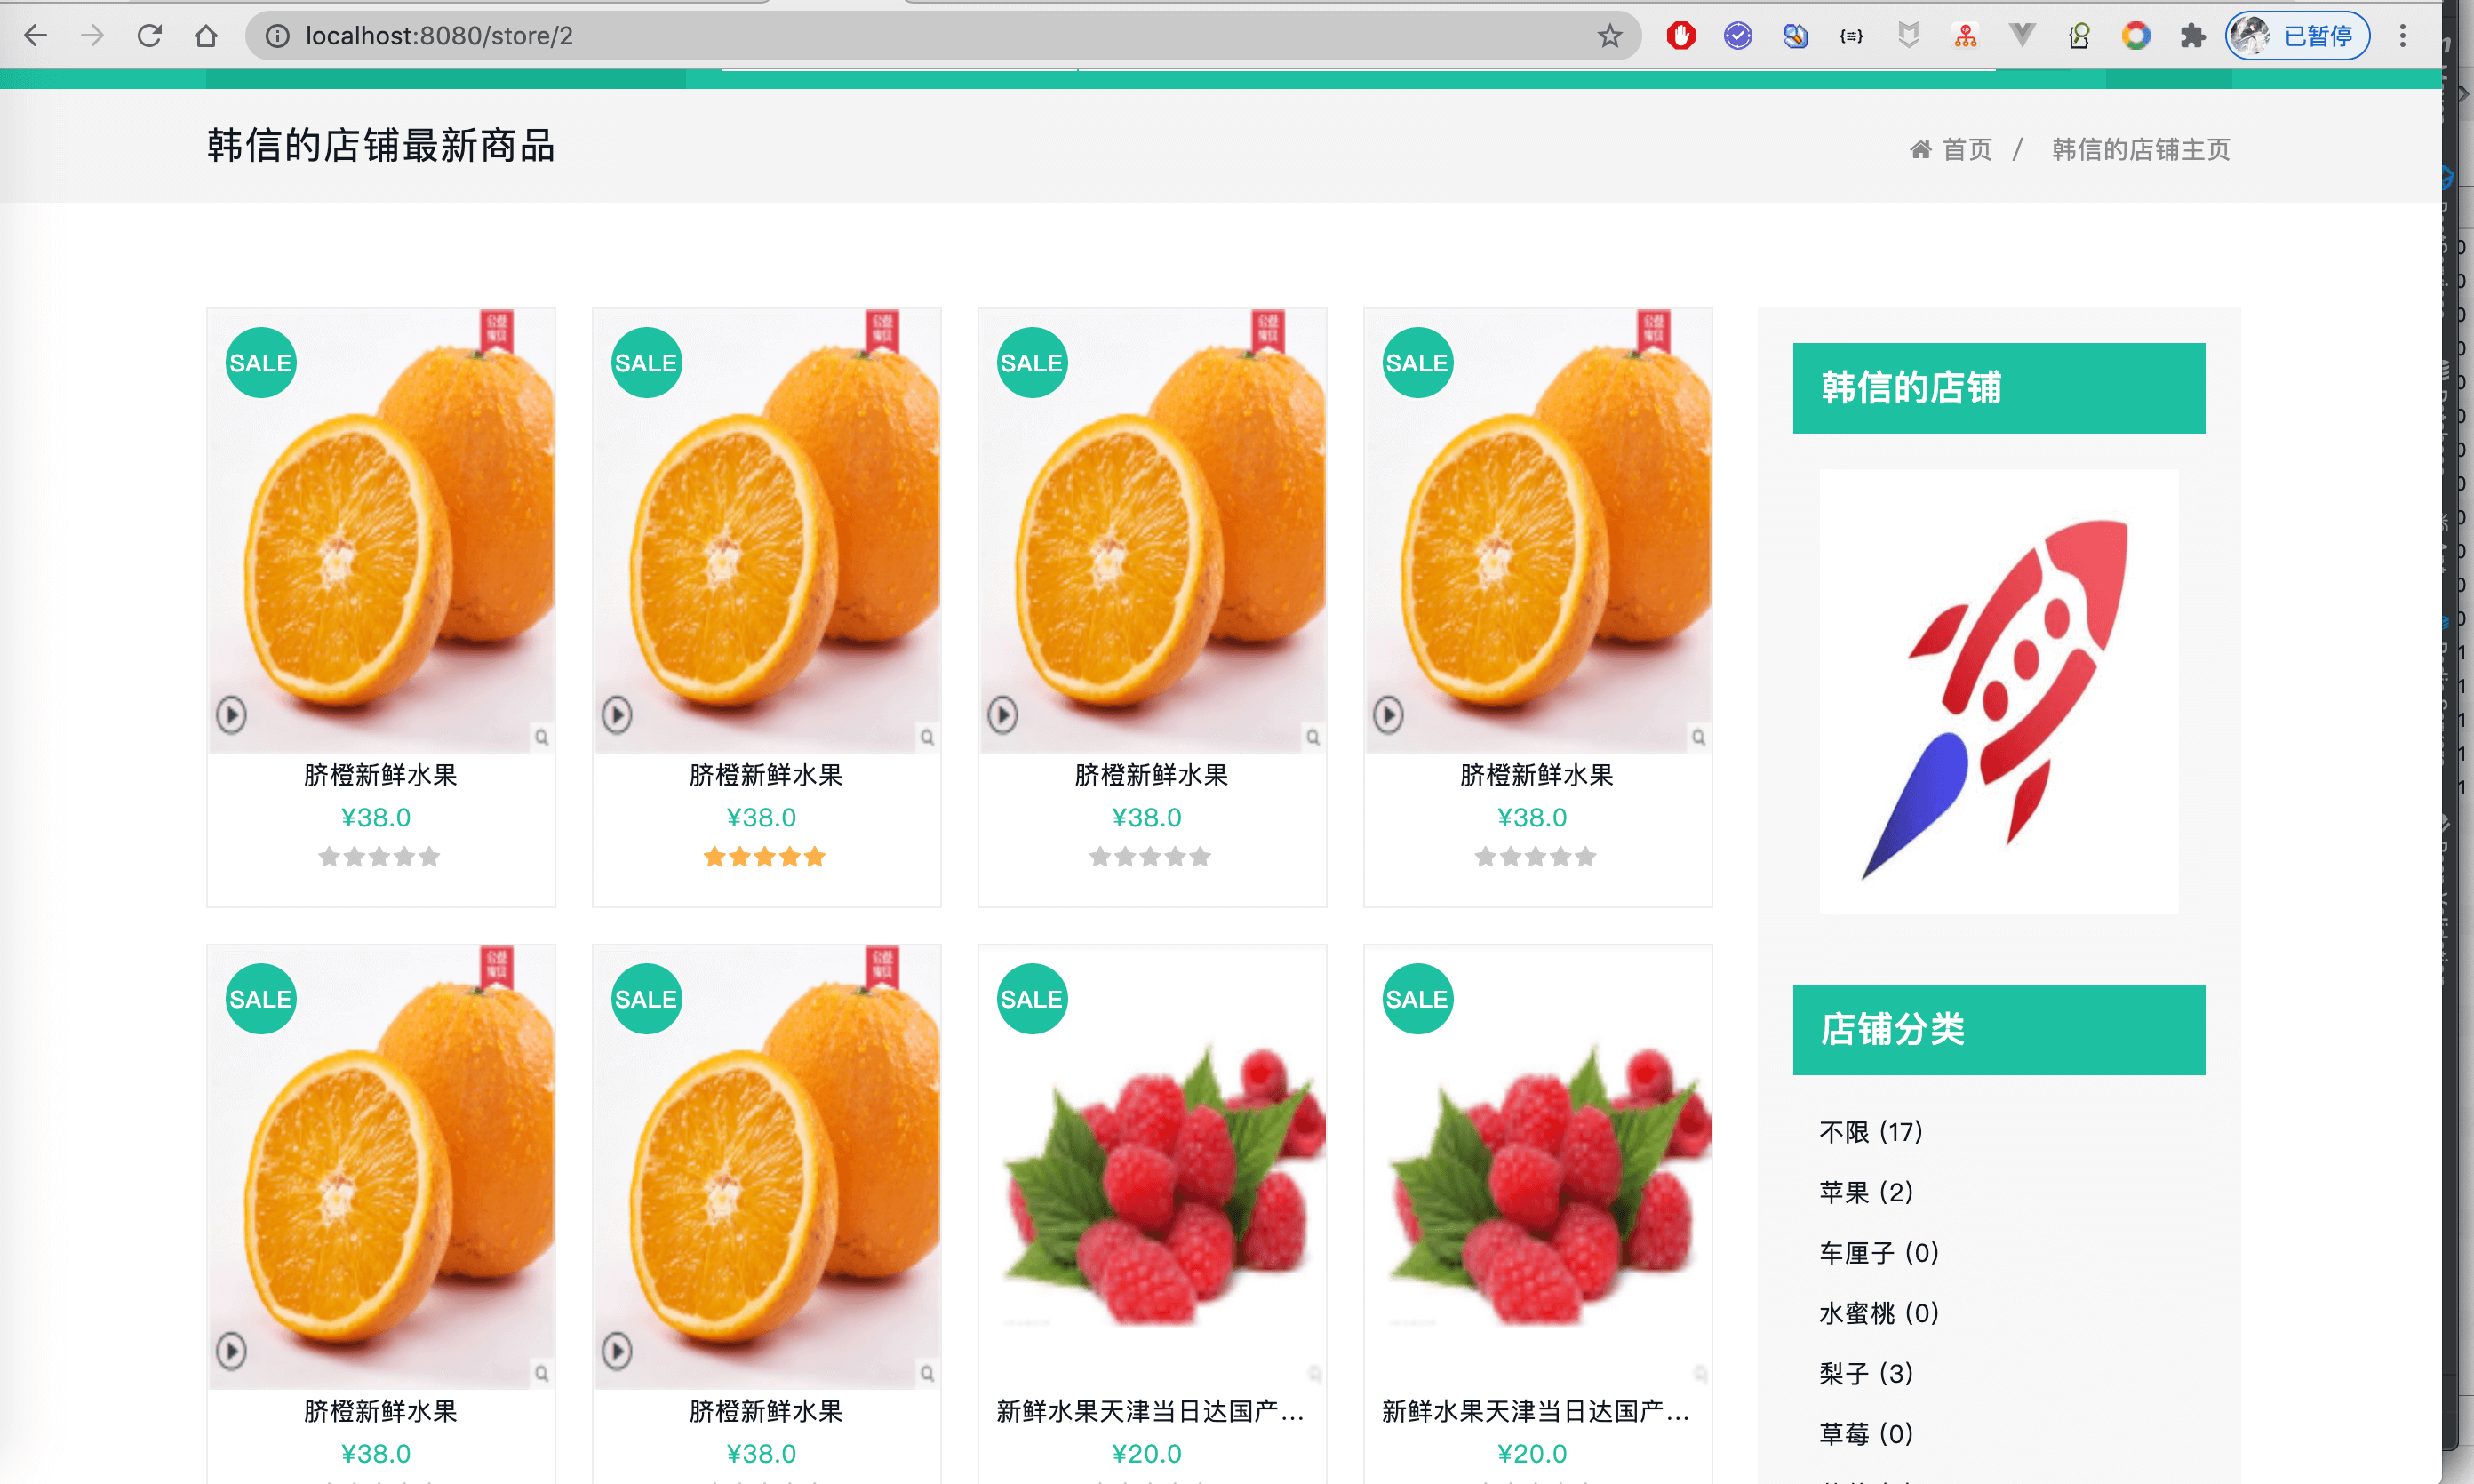 localhost:8080/store/2
已暂停
韩信的店铺最新商品
首页 / 韩信的店铺主页
SALE
SALE
SALE
SALE
脐橙新鲜水果
¥38.0
脐橙新鲜水果
¥38.0
脐橙新鲜水果
¥38.0
脐橙新鲜水果
¥38.0
SALE
SALE
SALE
SALE
脐橙新鲜水果
¥38.0
脐橙新鲜水果
¥38.0
新鲜水果天津当日达国产...
¥20.0
新鲜水果天津当日达国产...
¥20.0
韩信的店铺
店铺分类
不限 (17)
苹果 (2)
车厘子 (0)
水蜜桃 (0)
梨子 (3)
草莓 (0)